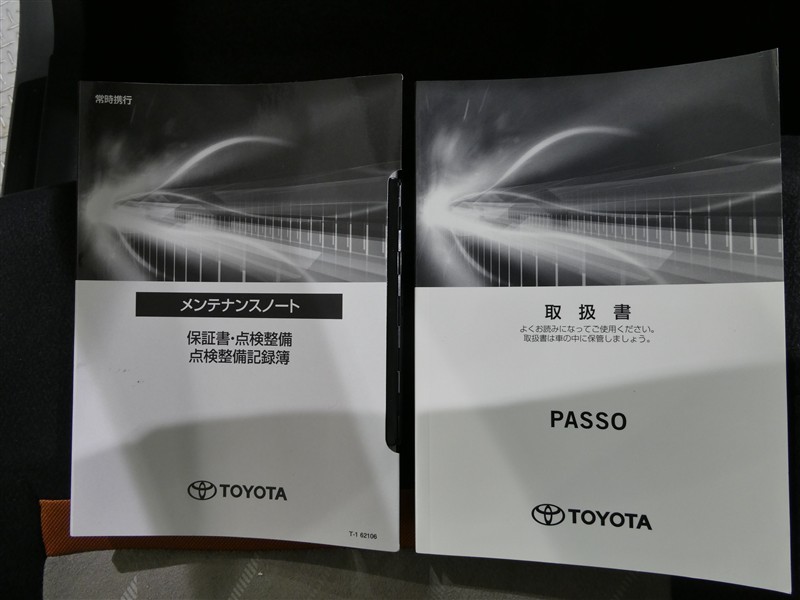 常時携行
メンテナンスノート
保証書・点検整備
点検整備記録簿
TOYOTA
T-1 62106
取扱書
よくお読みになってご使用ください。
取扱書は車の中に保管しましょう。
PASSO
TOYOTA